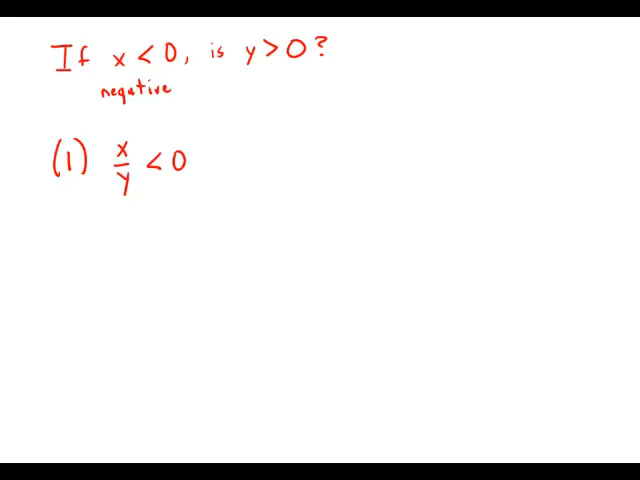 If x < 0, is y > 0?
negative
(1) x/y < 0